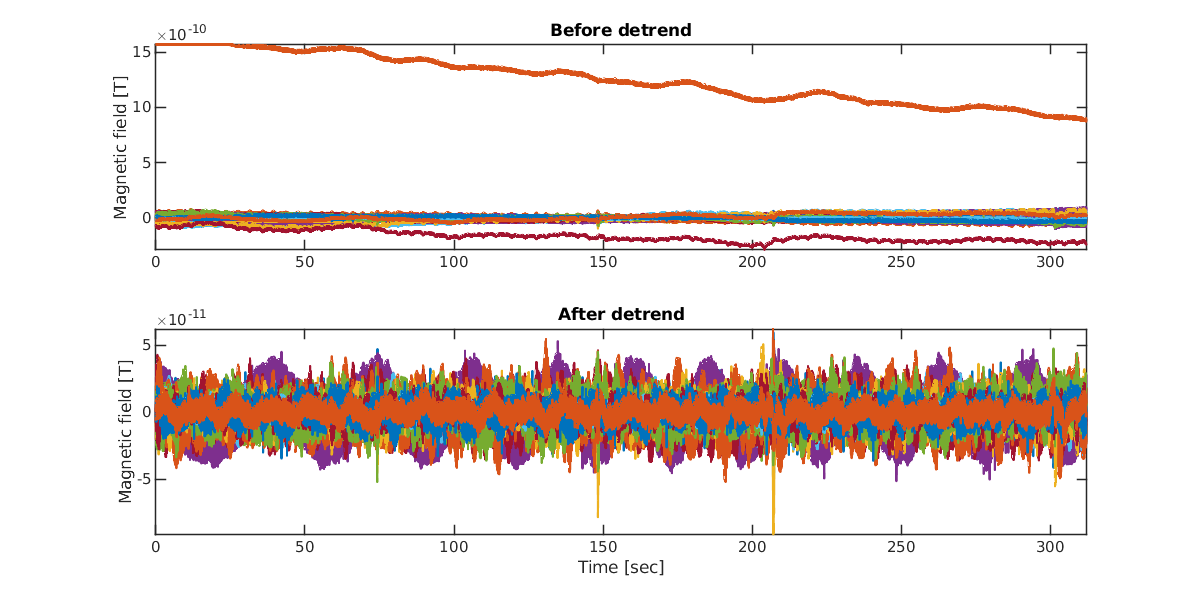 Before detrend
×10-10
Magnetic field [T]
15
10
5
0
0 50 100 150 200 250 300
After detrend
×10-11
Magnetic field [T]
5
0
-5
0 50 100 150 200 250 300
Time [sec]